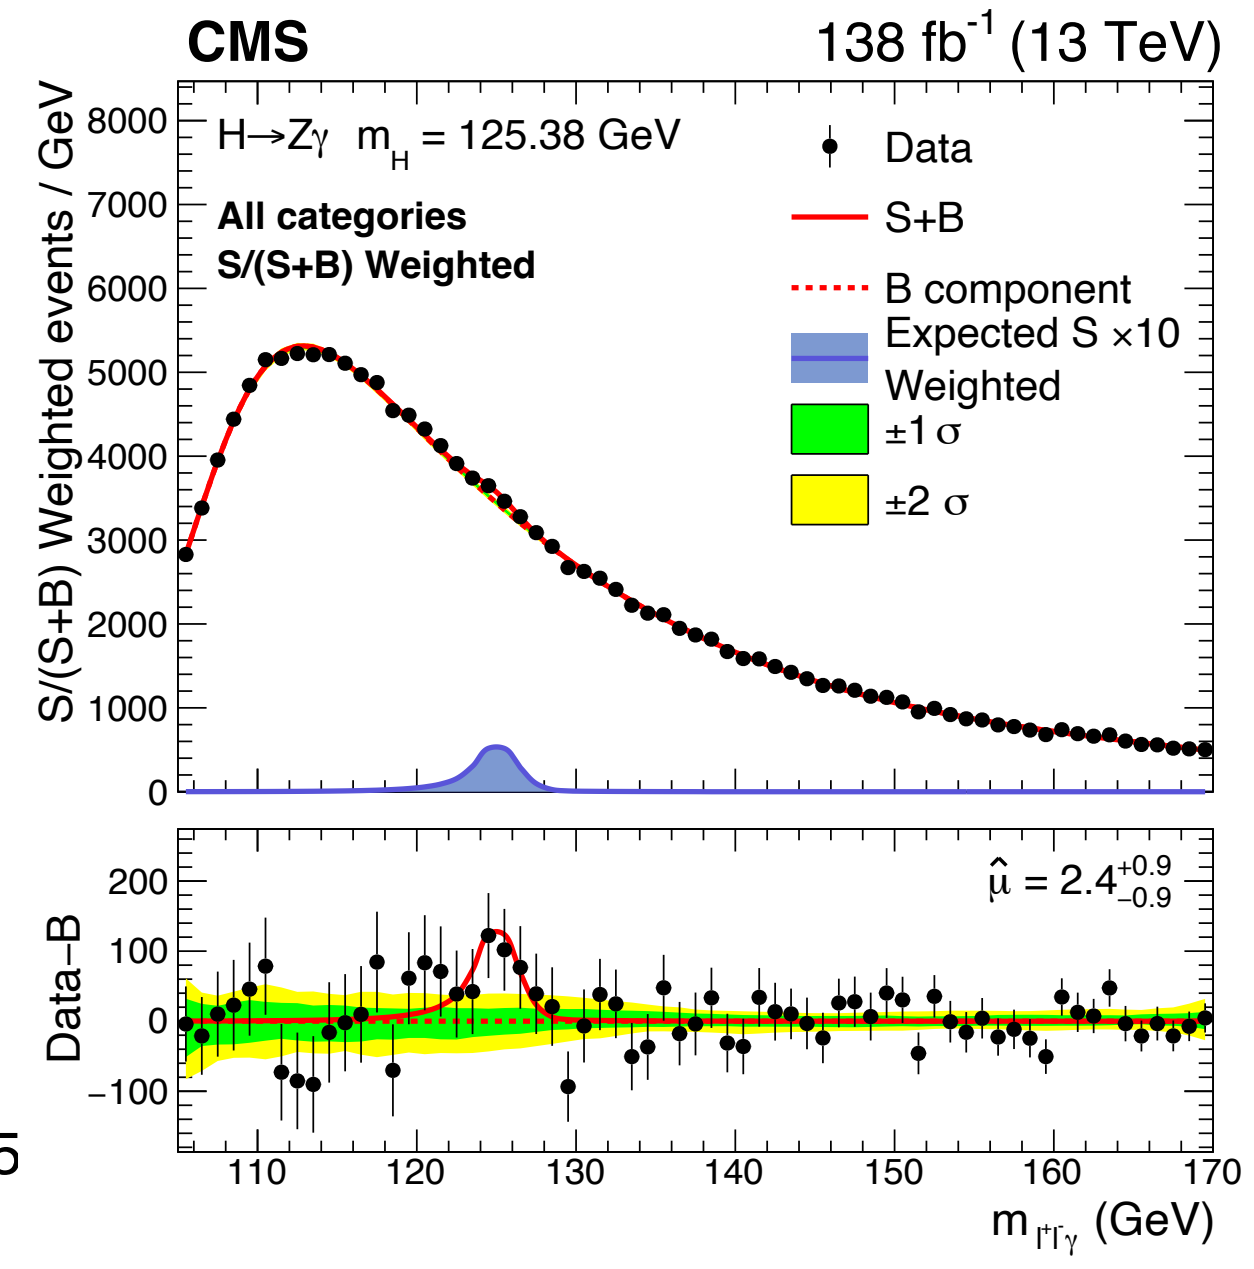 CMS 138 fb⁻¹ (13 TeV)
S/(S+B) Weighted events / GeV
8000
7000
6000
5000
4000
3000
2000
1000
0
H→Zγ m_H = 125.38 GeV
All categories
S/(S+B) Weighted
Data
S+B
B component
Expected S ×10
Weighted
±1 σ
±2 σ
Data–B
200
100
0
−100
μ̂ = 2.4 +0.9 −0.9
110 120 130 140 150 160 170
m_l⁺l⁻γ (GeV)